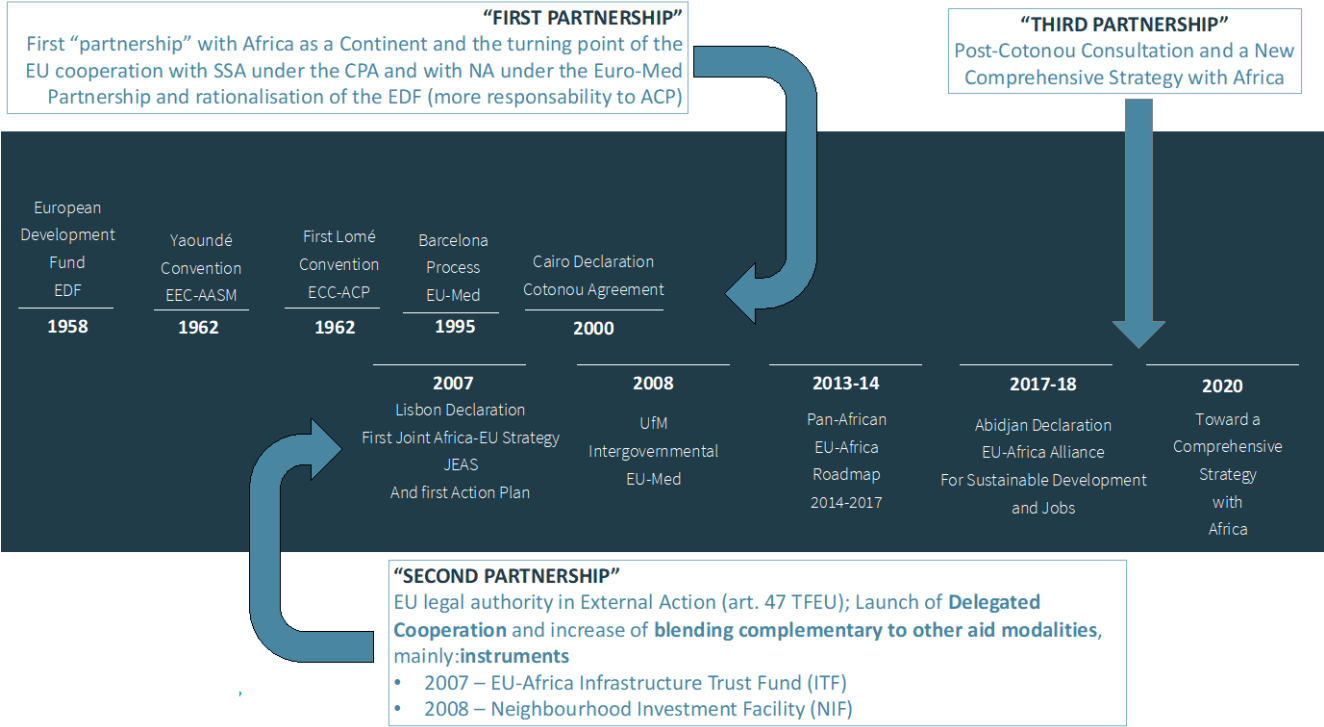 “FIRST PARTNERSHIP”
First “partnership” with Africa as a Continent and the turning point of the
EU cooperation with SSA under the CPA and with NA under the Euro-Med
Partnership and rationalisation of the EDF (more responsability to ACP)
“THIRD PARTNERSHIP”
Post-Cotonou Consultation and a New
Comprehensive Strategy with Africa
European
Development
Fund
EDF
1958
Yaoundé
Convention
EEC-AASM
1962
First Lomé
Convention
ECC-ACP
1962
Barcelona
Process
EU-Med
1995
Cairo Declaration
Cotonou Agreement
2000
2007
Lisbon Declaration
First Joint Africa-EU Strategy
JEAS
And first Action Plan
2008
UfM
Intergovernmental
EU-Med
2013-14
Pan-African
EU-Africa
Roadmap
2014-2017
2017-18
Abidjan Declaration
EU-Africa Alliance
For Sustainable Development
and Jobs
2020
Toward a
Comprehensive
Strategy
with
Africa
“SECOND PARTNERSHIP”
EU legal authority in External Action (art. 47 TFEU); Launch of Delegated
Cooperation and increase of blending complementary to other aid modalities,
mainly:instruments
• 2007 – EU-Africa Infrastructure Trust Fund (ITF)
• 2008 – Neighbourhood Investment Facility (NIF)
,